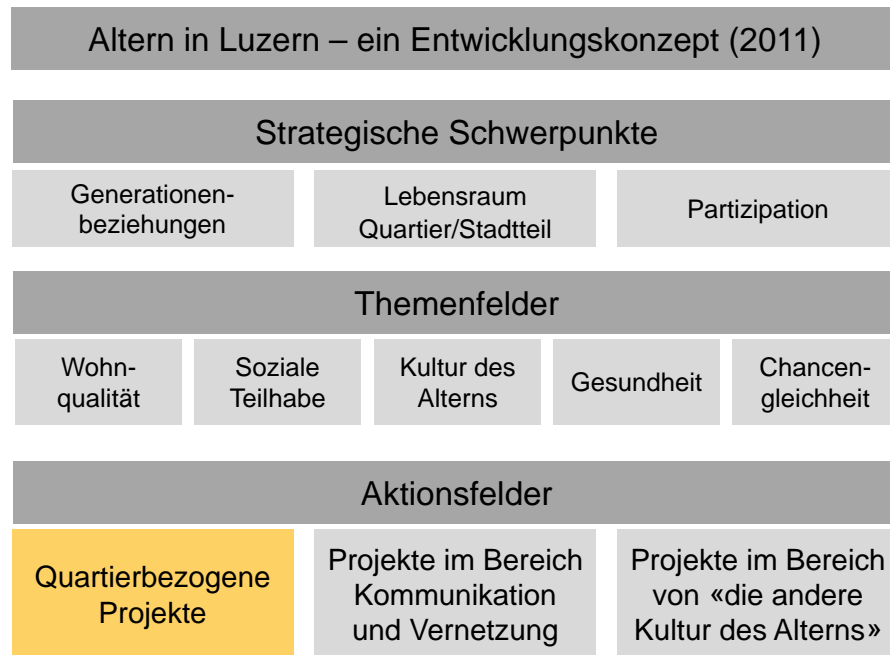 Altern in Luzern – ein Entwicklungskonzept (2011)
Strategische Schwerpunkte
Generationen-
beziehungen
Lebensraum
Quartier/Stadtteil
Partizipation
Themenfelder
Wohn-
qualität
Soziale
Teilhabe
Kultur des
Alterns
Gesundheit
Chancen-
gleichheit
Aktionsfelder
Quartierbezogene
Projekte
Projekte im Bereich
Kommunikation
und Vernetzung
Projekte im Bereich
von «die andere
Kultur des Alterns»